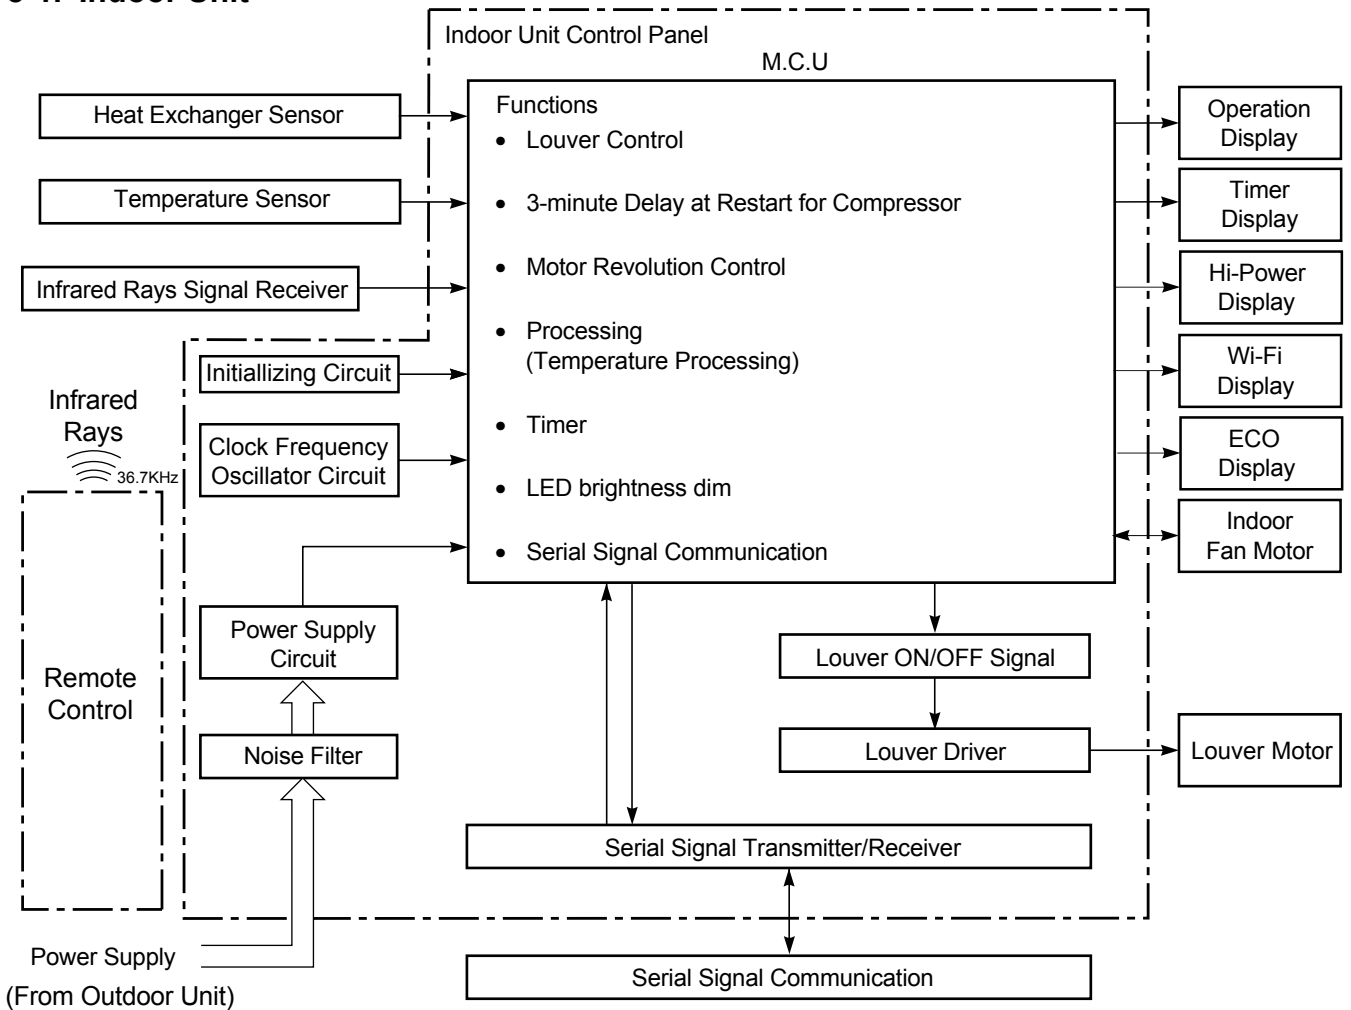 Indoor Unit
Indoor Unit Control Panel
M.C.U
Heat Exchanger Sensor
Temperature Sensor
Infrared Rays Signal Receiver
Initiallizing Circuit
Clock Frequency
Oscillator Circuit
Infrared
Rays
36.7KHz
Remote
Control
Power Supply
Circuit
Noise Filter
Power Supply
(From Outdoor Unit)
Functions
• Louver Control
• 3-minute Delay at Restart for Compressor
• Motor Revolution Control
• Processing
(Temperature Processing)
• Timer
• LED brightness dim
• Serial Signal Communication
Louver ON/OFF Signal
Louver Driver
Serial Signal Transmitter/Receiver
Serial Signal Communication
Operation
Display
Timer
Display
Hi-Power
Display
Wi-Fi
Display
ECO
Display
Indoor
Fan Motor
Louver Motor